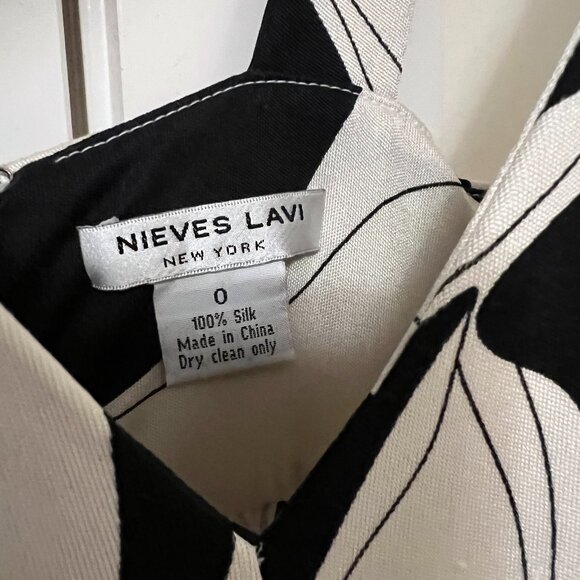 NIEVES LAVI
NEW YORK
0
100% Silk
Made in China
Dry clean only